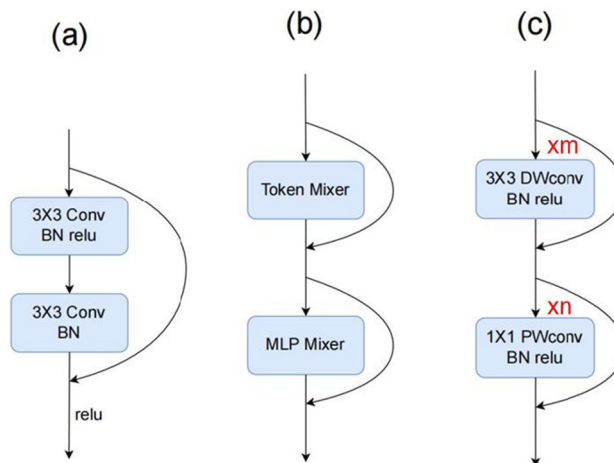 (a)
3X3 Conv
BN relu
3X3 Conv
BN
relu
(b)
Token Mixer
MLP Mixer
(c)
xm
3X3 DWconv
BN relu
xn
1X1 PWconv
BN relu